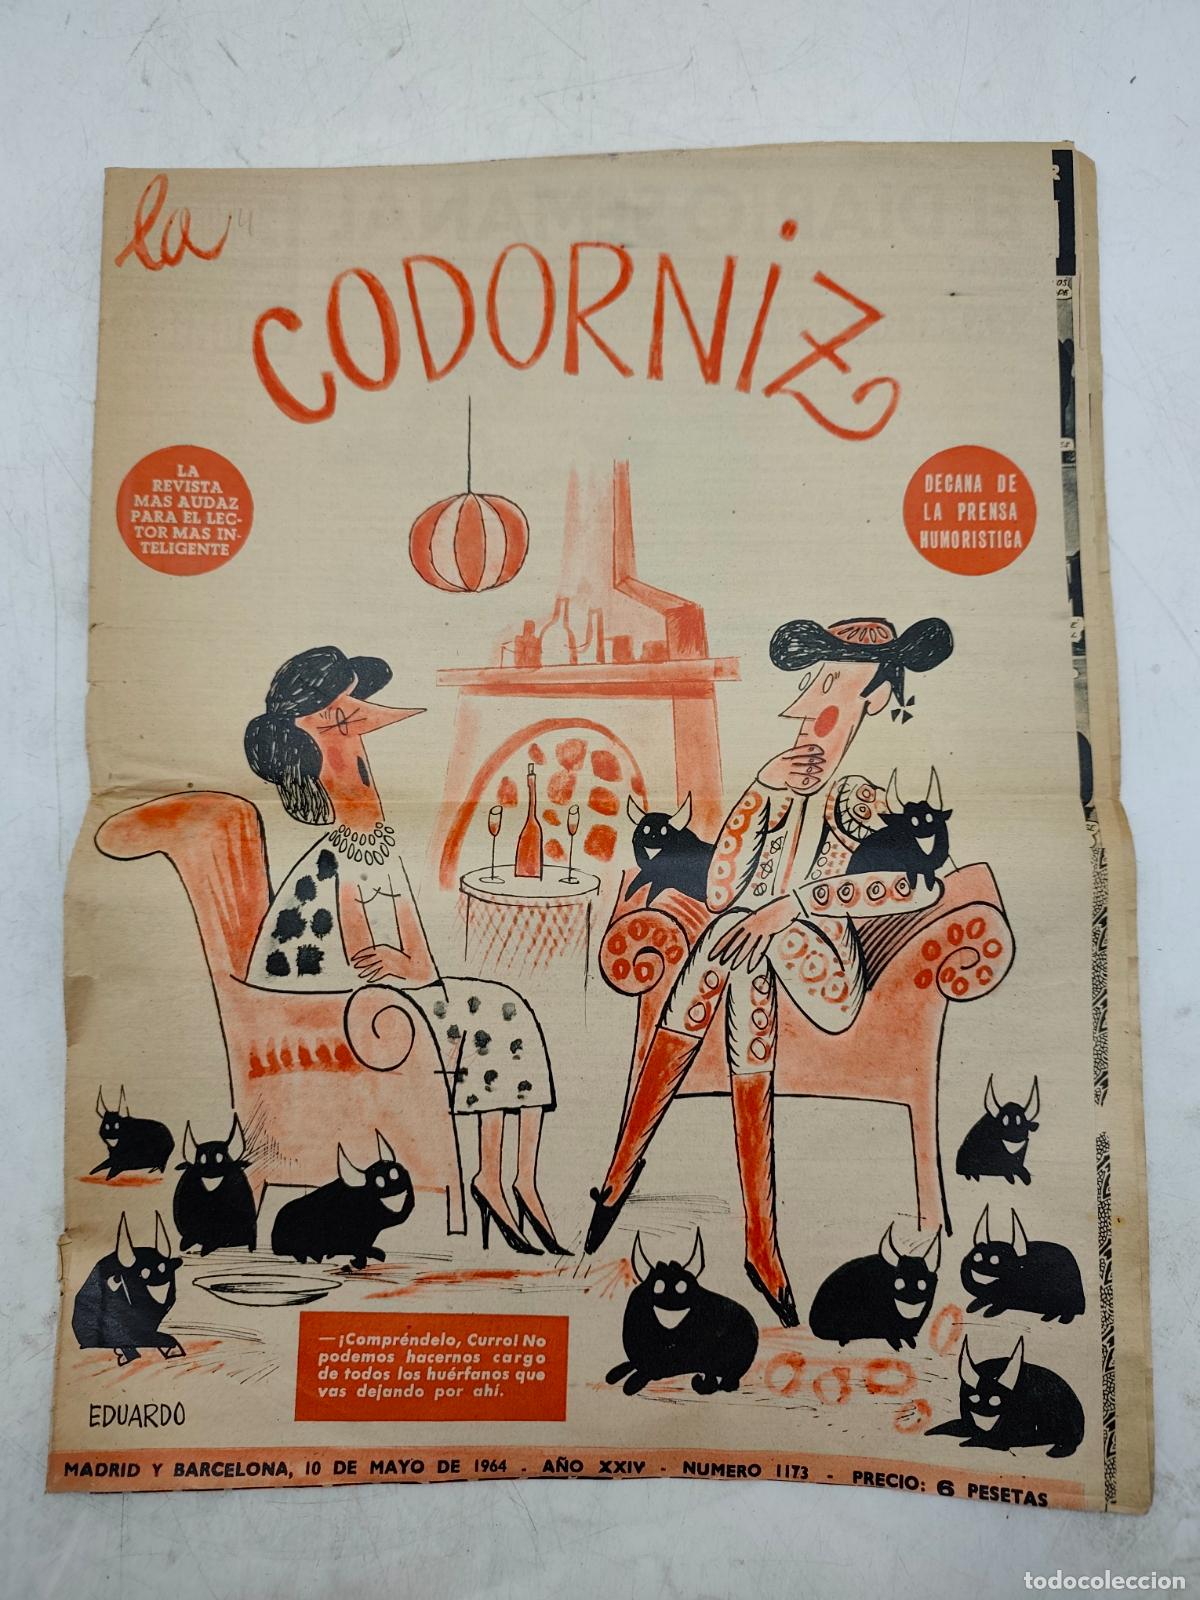 la
CODORNIZ
LA
REVISTA
MAS AUDAZ
PARA EL LEC-
TOR MAS IN-
TELIGENTE
DECANA DE
LA PRENSA
HUMORISTICA
—¡Compréndelo, Curro! No
podemos hacernos cargo
de todos los huérfanos que
vas dejando por ahí.
EDUARDO
MADRID Y BARCELONA, 10 DE MAYO DE 1964 - AÑO XXIV - NUMERO 1173 - PRECIO: 6 PESETAS
todocoleccion